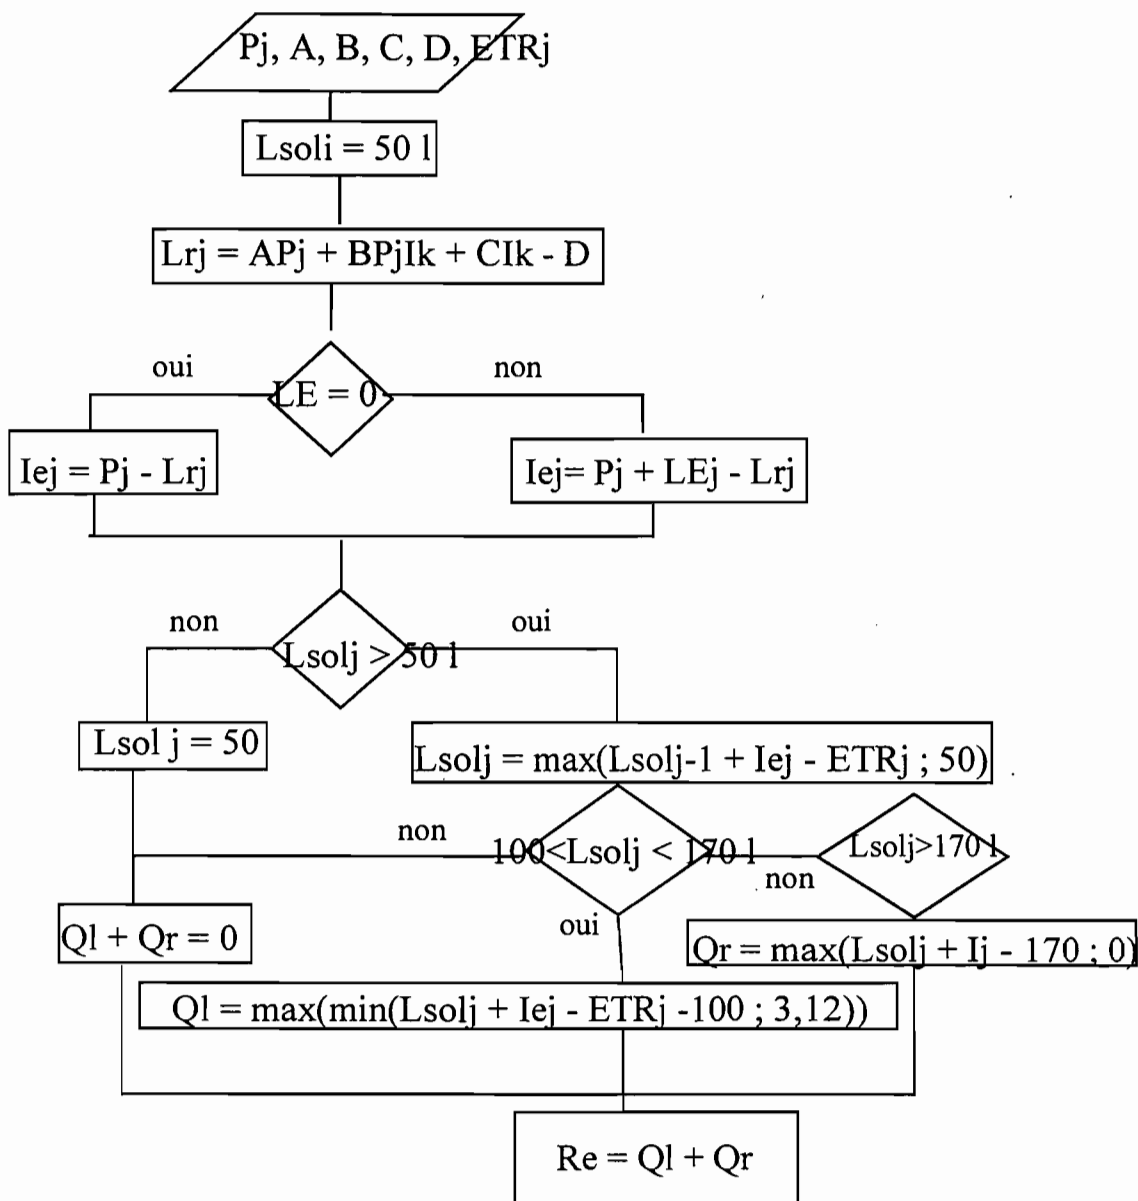 Pj, A, B, C, D, ETRj
Lsoli = 50 l
Lrj = APj + BPjIk + CIk - D
oui
non
LE = 0
Iej = Pj - Lrj
Iej= Pj + LEj - Lrj
non
oui
Lsolj > 50 l
Lsol j = 50
Lsolj = max(Lsolj-1 + Iej - ETRj ; 50)
non
100<Lsolj < 170 l
Lsolj>170 l
non
oui
Ql + Qr = 0
Qr = max(Lsolj + Ij - 170 ; 0)
Ql = max(min(Lsolj + Iej - ETRj -100 ; 3,12))
Re = Ql + Qr